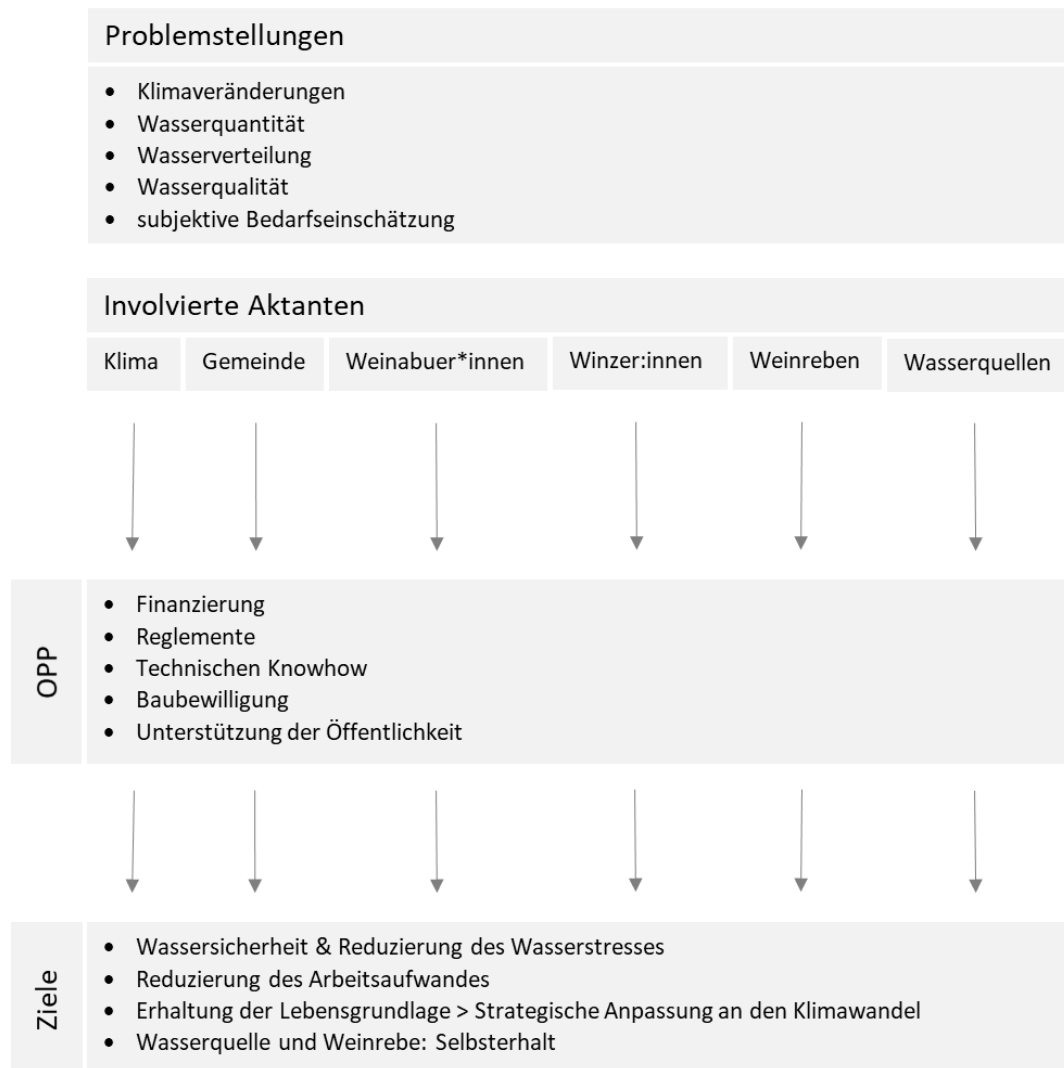 Problemstellungen
• Klimaveränderungen
• Wasserquantität
• Wasserverteilung
• Wasserqualität
• subjektive Bedarfseinschätzung
Involvierte Aktanten
Klima Gemeinde Weinabuer*innen Winzer:innen Weinreben Wasserquellen
OPP
• Finanzierung
• Reglemente
• Technischen Knowhow
• Baubewilligung
• Unterstützung der Öffentlichkeit
Ziele
• Wassersicherheit & Reduzierung des Wasserstresses
• Reduzierung des Arbeitsaufwandes
• Erhaltung der Lebensgrundlage > Strategische Anpassung an den Klimawandel
• Wasserquelle und Weinrebe: Selbsterhalt